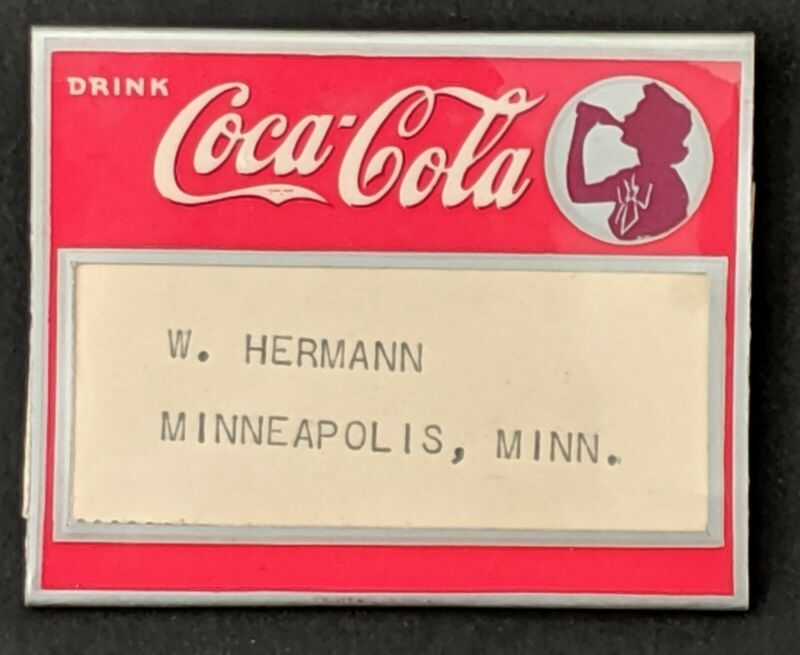 DRINK
Coca-Cola
W. HERMANN
MINNEAPOLIS, MINN.